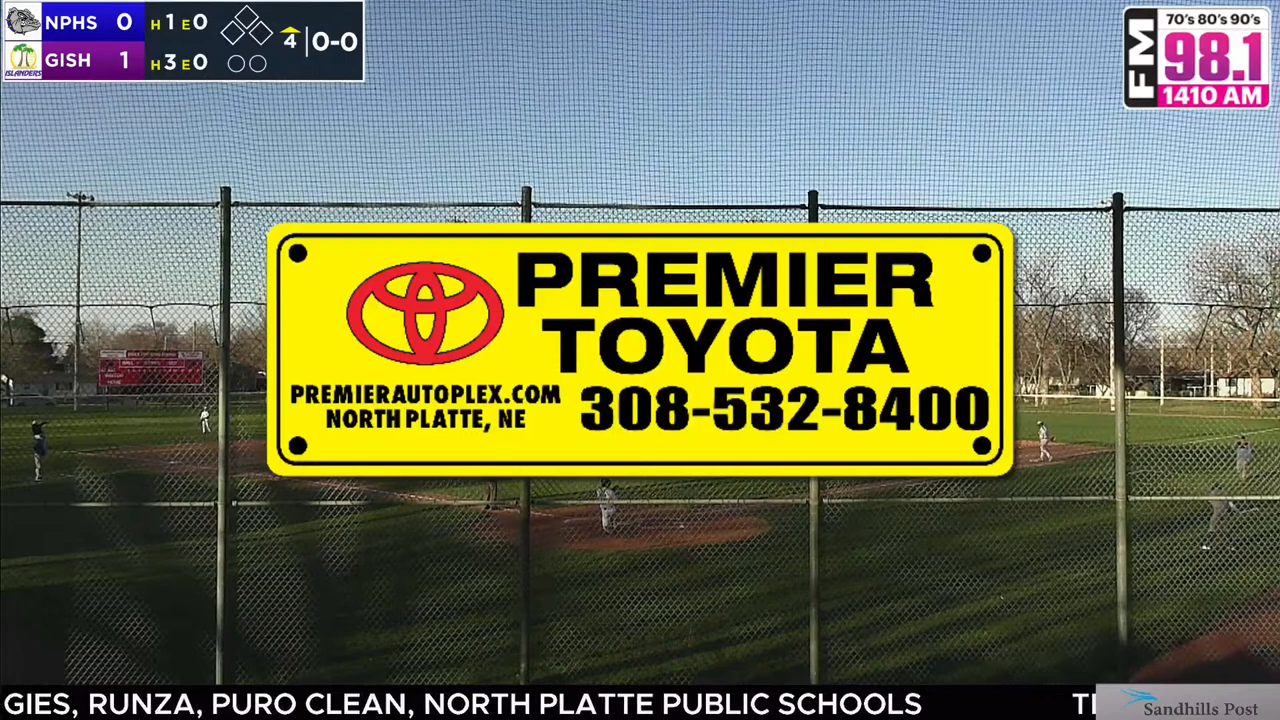 NPHS 0 H 1 E 0
GISH 1 H 3 E 0
4 0-0
ISLANDERS
FM
70's 80's 90's
98.1
1410 AM
PREMIER
TOYOTA
PREMIERAUTOPLEX.COM
NORTH PLATTE, NE
308-532-8400
GIES, RUNZA, PURO CLEAN, NORTH PLATTE PUBLIC SCHOOLS
Sandhills Post